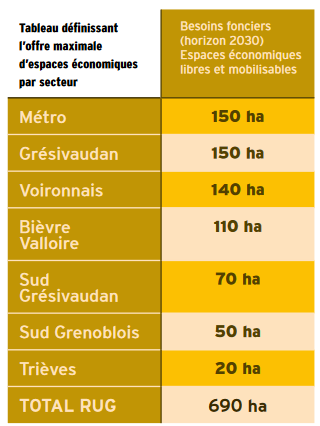 Tableau définissant
l'offre maximale
d'espaces économiques
par secteur
Besoins fonciers
(horizon 2030)
Espaces économiques
libres et mobilisables
Métro 150 ha
Grésivaudan 150 ha
Voironnais 140 ha
Bièvre
Valloire 110 ha
Sud
Grésivaudan 70 ha
Sud Grenoblois 50 ha
Trièves 20 ha
TOTAL RUG 690 ha